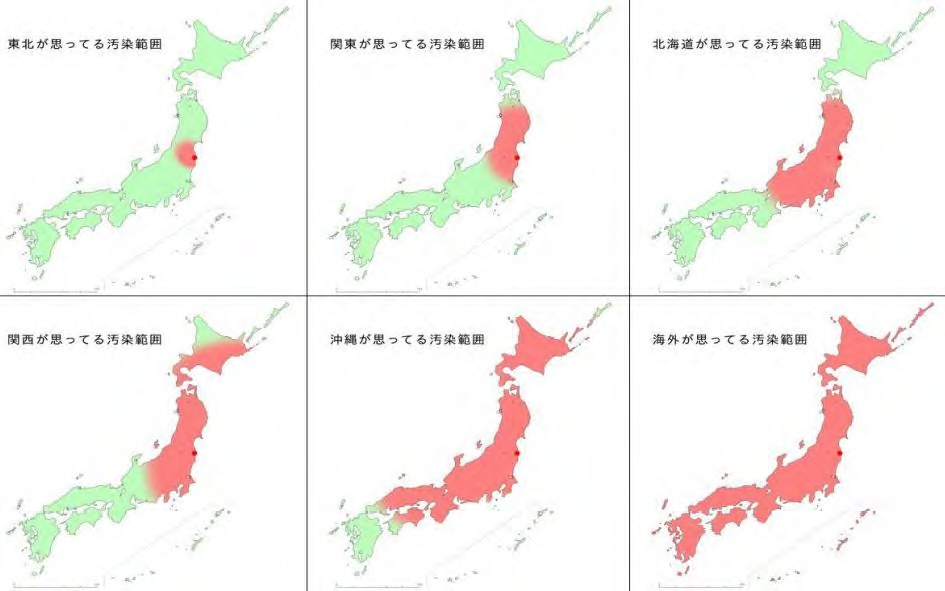 東北が思ってる汚染範囲
関東が思ってる汚染範囲
北海道が思ってる汚染範囲
関西が思ってる汚染範囲
沖縄が思ってる汚染範囲
海外が思ってる汚染範囲